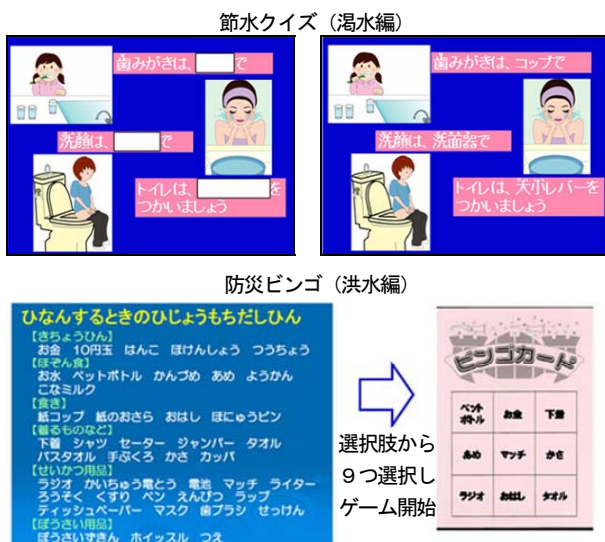 節水クイズ（渇水編）
歯みがきは、 で
洗顔は、 で
トイレは、 を
つかいましょう
歯みがきは、コップで
洗顔は、洗面器で
トイレは、大小レバーを
つかいましょう
防災ビンゴ（洪水編）
ひなんするときのひじょうもちだしひん
【きちょうひん】
お金 10円玉 はんこ ほけんしょう つうちょう
【ほぞん食】
お水 ペットボトル かんづめ あめ ようかん
こなミルク
【食き】
紙コップ 紙のおさら おはし ほにゅうビン
【着るものなど】
下着 シャツ セーター ジャンパー タオル
バスタオル 手ぶくろ かさ カッパ
【せいかつ用品】
ラジオ かいちゅう電とう 電池 マッチ ライター
ろうそく くすり ペン えんぴつ ラップ
ティッシュペーパー マスク 歯ブラシ せっけん
【ぼうさい用品】
ぼうさいずきん ホイッスル つえ
選択肢から
９つ選択し
ゲーム開始
ビンゴカード
ペット
ボトル お金 下着
あめ マッチ かさ
ラジオ おはし タオル